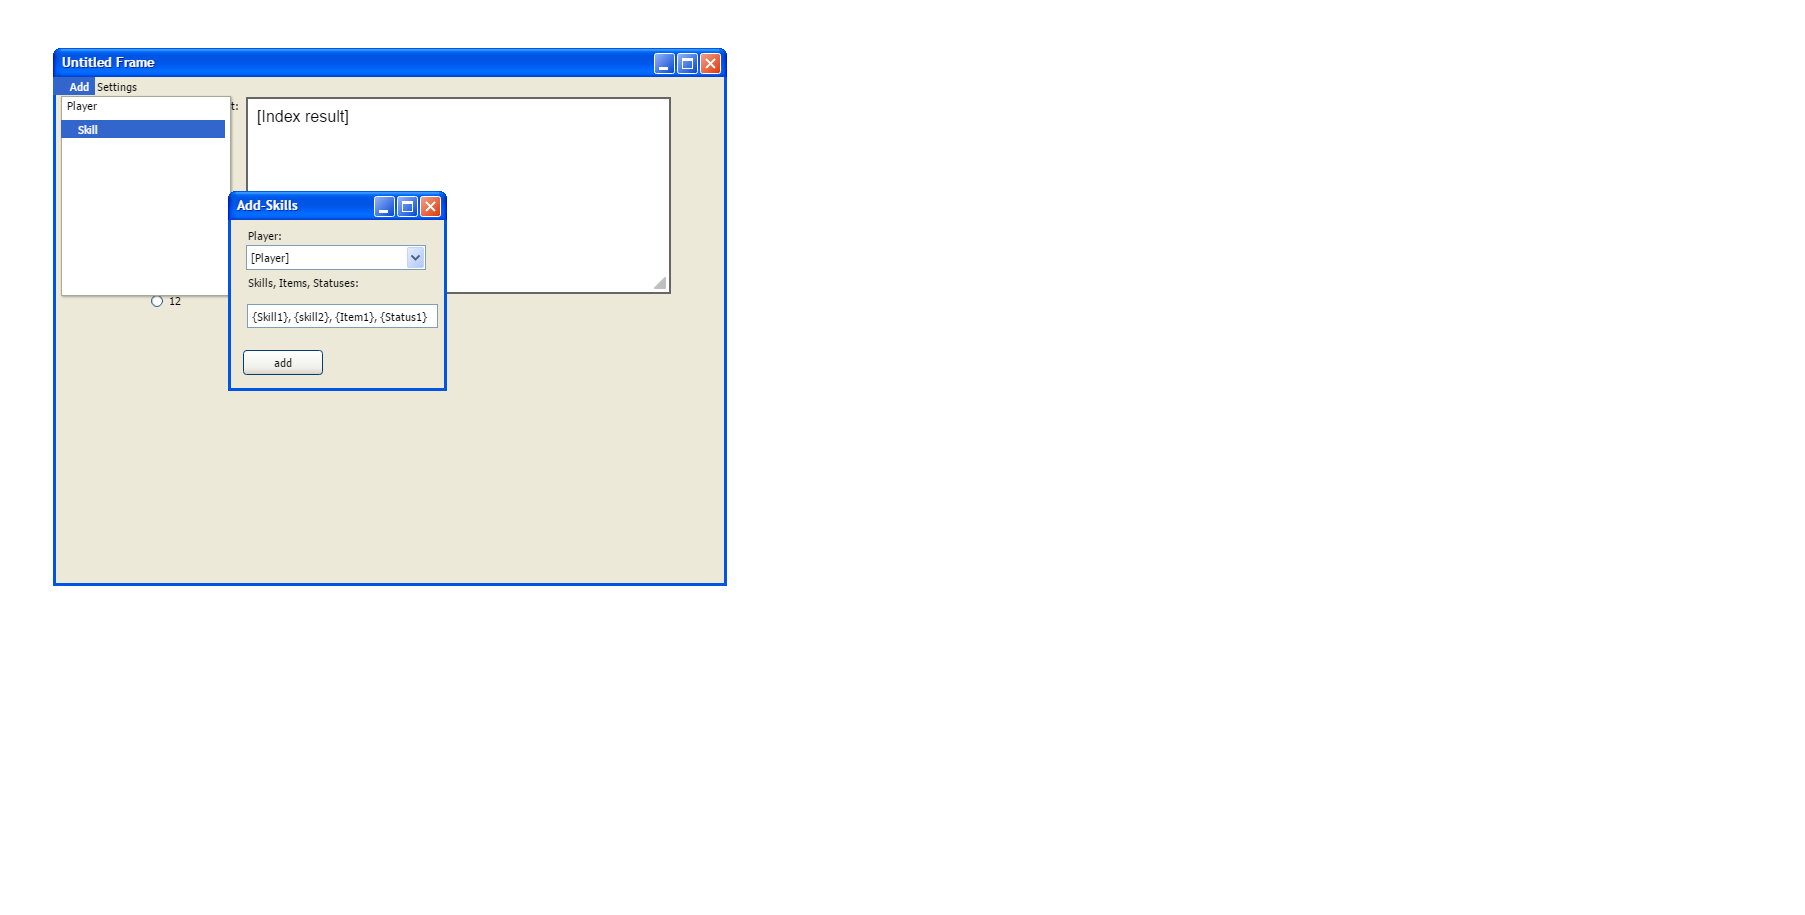 Untitled Frame
Add Settings
Player
t:
[Index result]
Skill
Add-Skills
Player:
[Player]
Skills, Items, Statuses:
12
{Skill1}, {skill2}, {Item1}, {Status1}
add